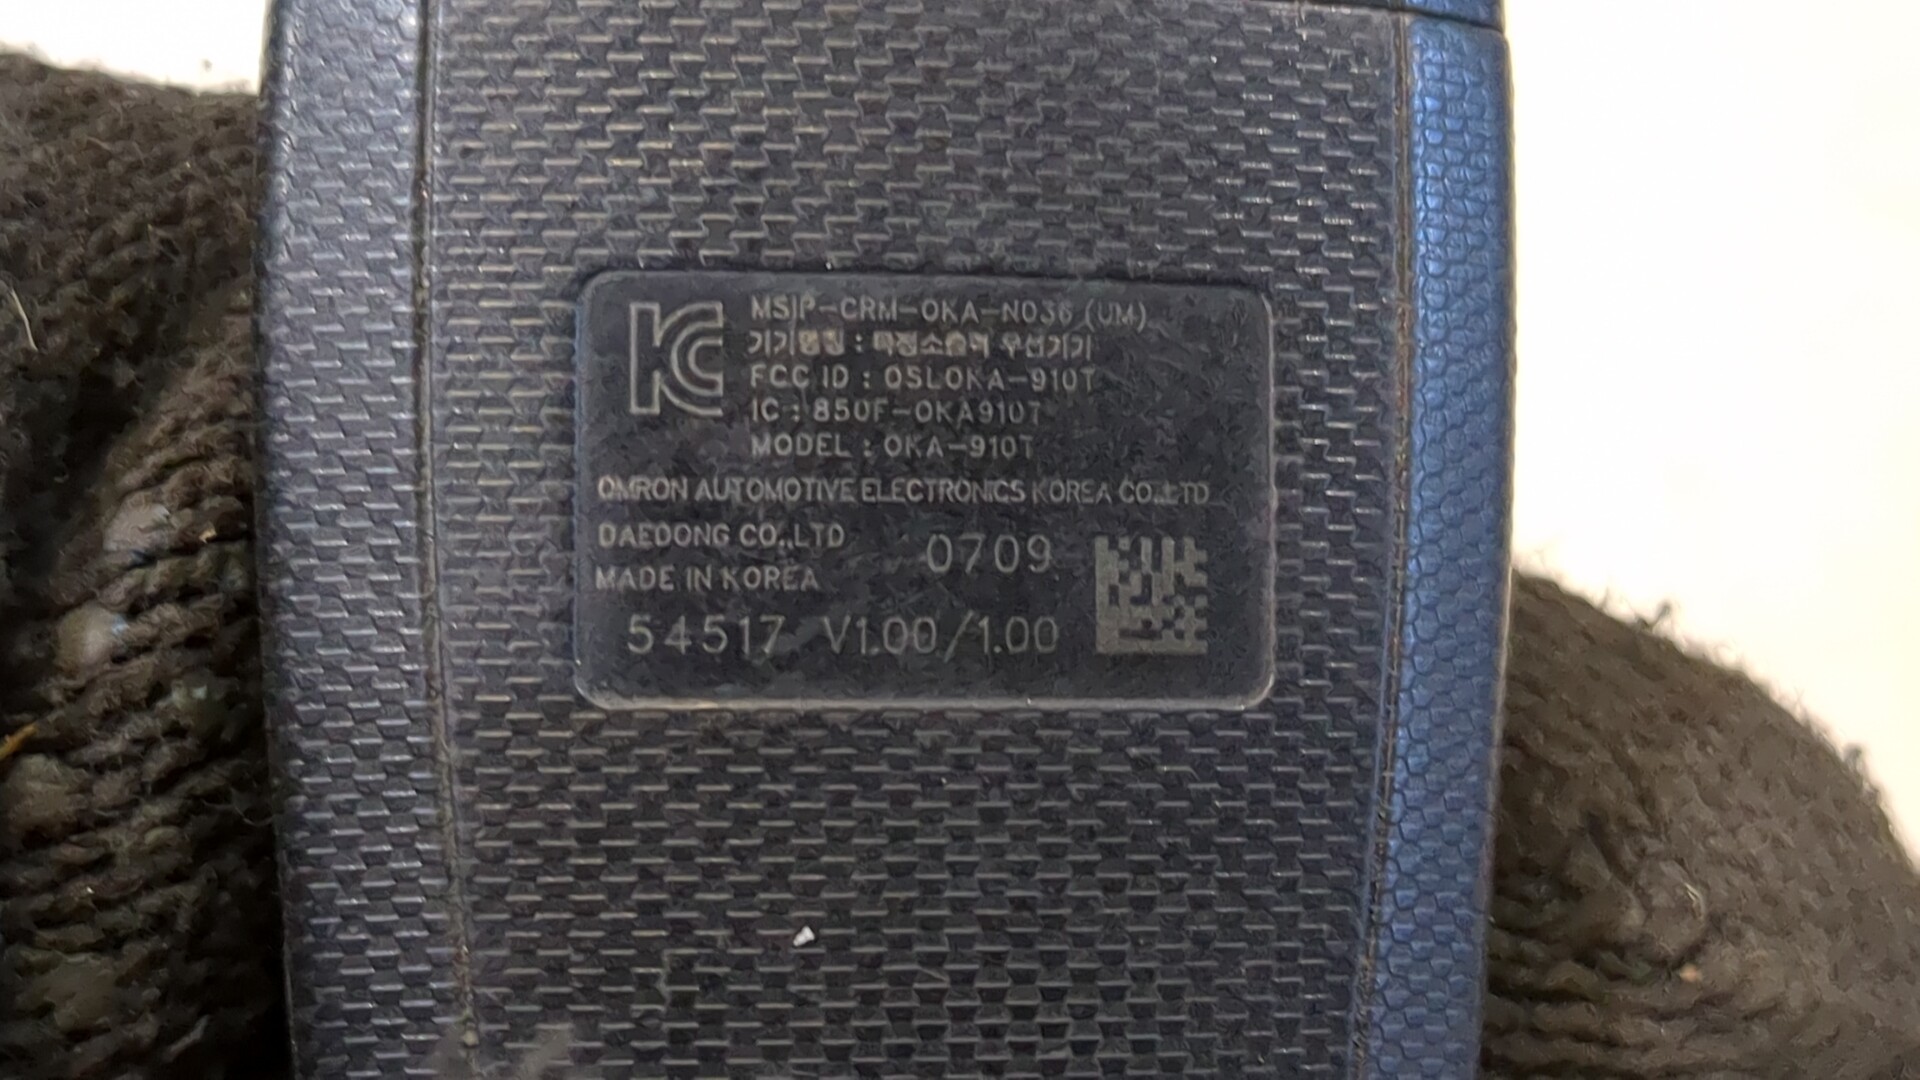 KC
MSIP-CRM-OKA-N036 (UM)
기기명칭 : 특정소출력 무선기기
FCC ID : OSLOKA-910T
IC : 850F-OKA910T
MODEL : OKA-910T
OMRON AUTOMOTIVE ELECTRONICS KOREA CO.,LTD
DAEDONG CO.,LTD
0709
MADE IN KOREA
54517 V1.00/1.00